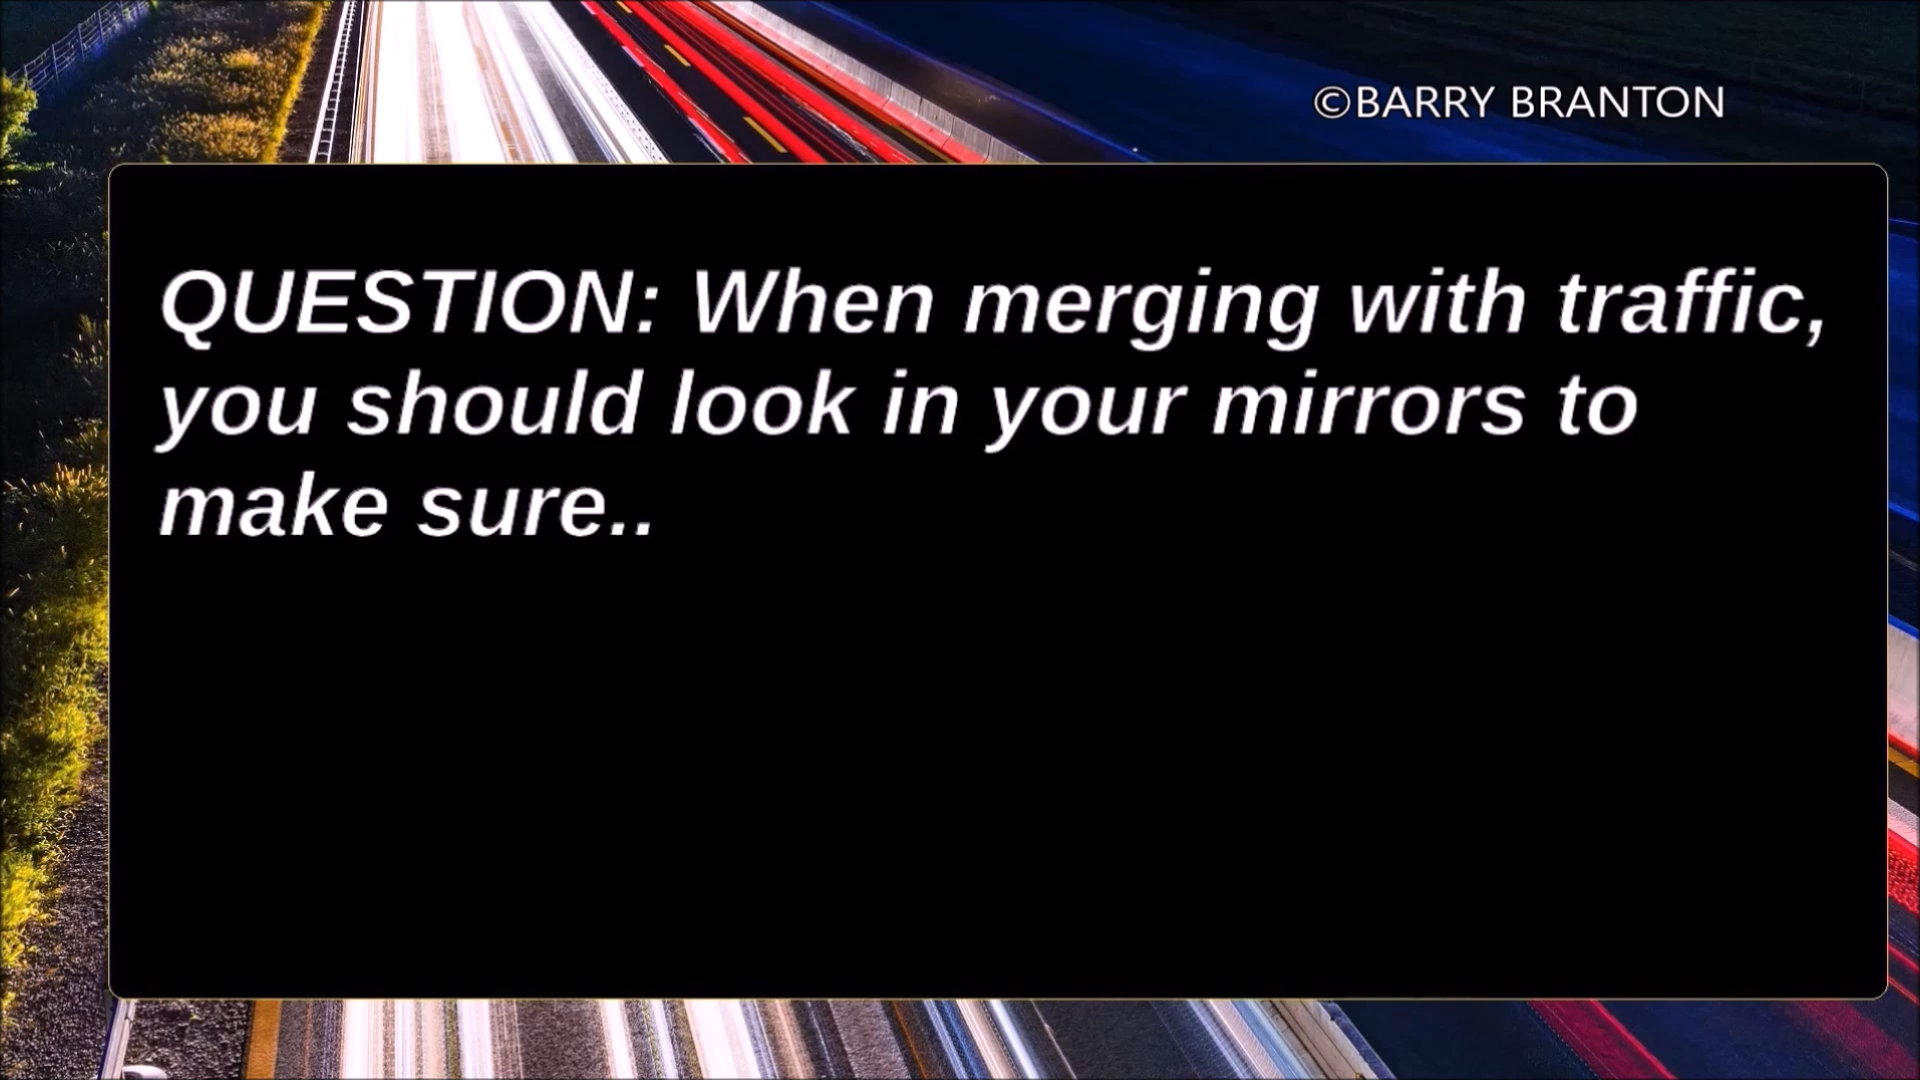 ©BARRY BRANTON
QUESTION: When merging with traffic,
you should look in your mirrors to
make sure..